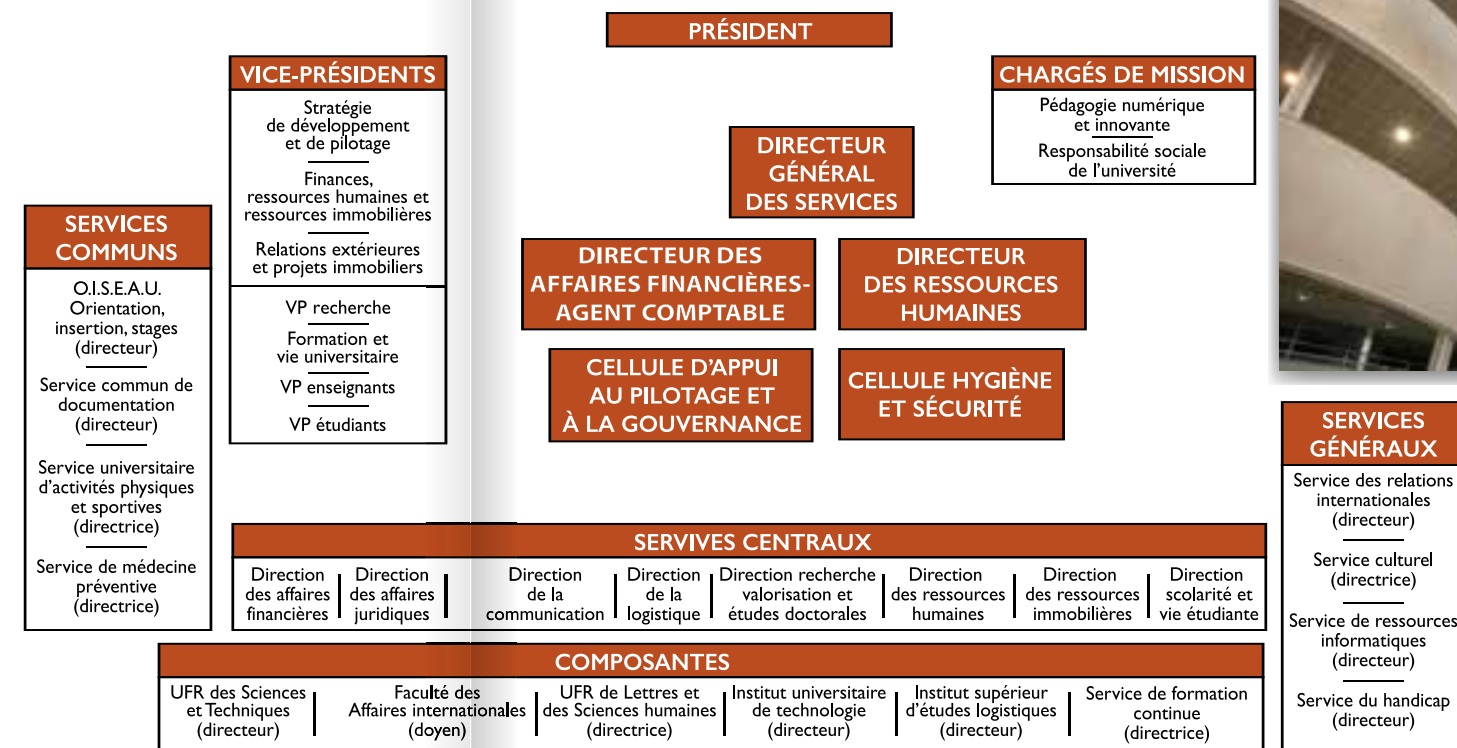 PRÉSIDENT
VICE-PRÉSIDENTS
Stratégie
de développement
et de pilotage
Finances,
ressources humaines et
ressources immobilières
Relations extérieures
et projets immobiliers
VP recherche
Formation et
vie universitaire
VP enseignants
VP étudiants
CHARGÉS DE MISSION
Pédagogie numérique
et innovante
Responsabilité sociale
de l'université
DIRECTEUR
GÉNÉRAL
DES SERVICES
DIRECTEUR DES
AFFAIRES FINANCIÈRES-
AGENT COMPTABLE
DIRECTEUR
DES RESSOURCES
HUMAINES
CELLULE D'APPUI
AU PILOTAGE ET
À LA GOUVERNANCE
CELLULE HYGIÈNE
ET SÉCURITÉ
SERVICES
COMMUNS
O.I.S.E.A.U.
Orientation,
insertion, stages
(directeur)
Service commun de
documentation
(directeur)
Service universitaire
d'activités physiques
et sportives
(directrice)
Service de médecine
préventive
(directrice)
SERVICES
GÉNÉRAUX
Service des relations
internationales
(directeur)
Service culturel
(directrice)
Service de ressources
informatiques
(directeur)
Service du handicap
(directeur)
SERVIVES CENTRAUX
Direction
des affaires
financières
Direction
des affaires
juridiques
Direction
de la
communication
Direction
de la
logistique
Direction recherche
valorisation et
études doctorales
Direction
des ressources
humaines
Direction
des ressources
immobilières
Direction
scolarité et
vie étudiante
COMPOSANTES
UFR des Sciences
et Techniques
(directeur)
Faculté des
Affaires internationales
(doyen)
UFR de Lettres et
des Sciences humaines
(directrice)
Institut universitaire
de technologie
(directeur)
Institut supérieur
d'études logistiques
(directeur)
Service de formation
continue
(directrice)